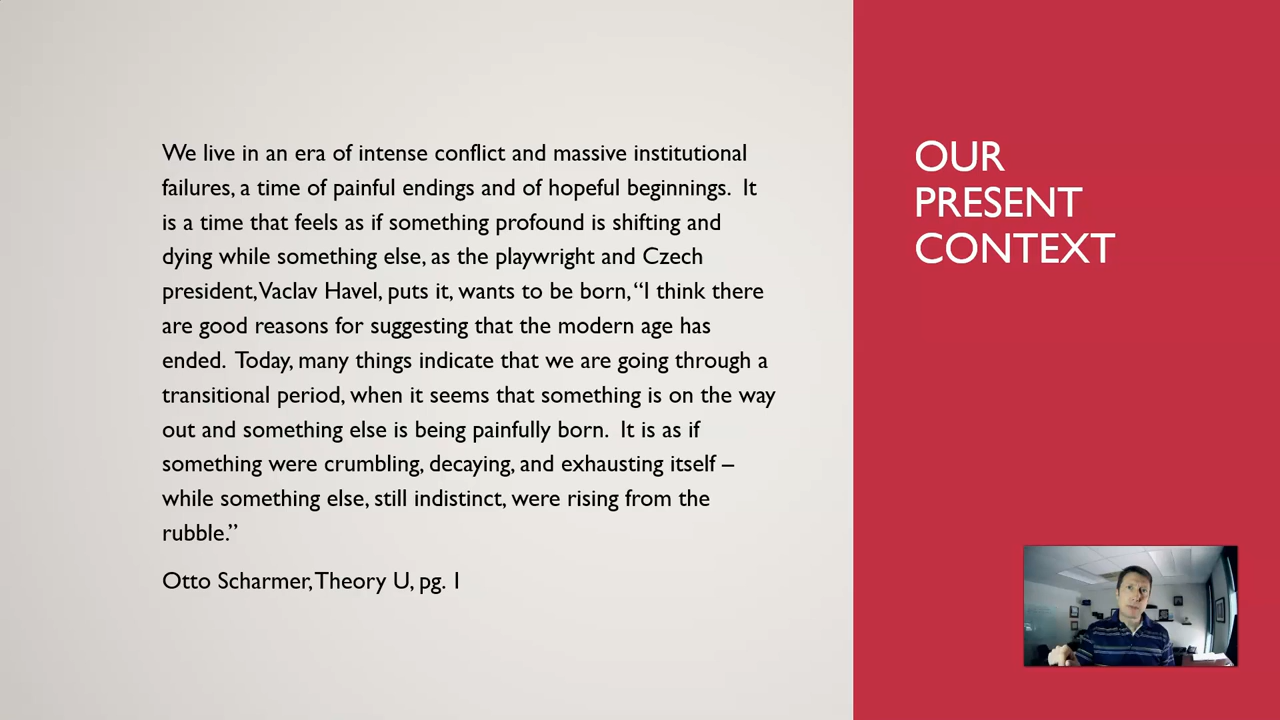 We live in an era of intense conflict and massive institutional
failures, a time of painful endings and of hopeful beginnings.  It
is a time that feels as if something profound is shifting and
dying while something else, as the playwright and Czech
president, Vaclav Havel, puts it, wants to be born, “I think there
are good reasons for suggesting that the modern age has
ended.  Today, many things indicate that we are going through a
transitional period, when it seems that something is on the way
out and something else is being painfully born.  It is as if
something were crumbling, decaying, and exhausting itself –
while something else, still indistinct, were rising from the
rubble.”
Otto Scharmer, Theory U, pg. 1
OUR
PRESENT
CONTEXT